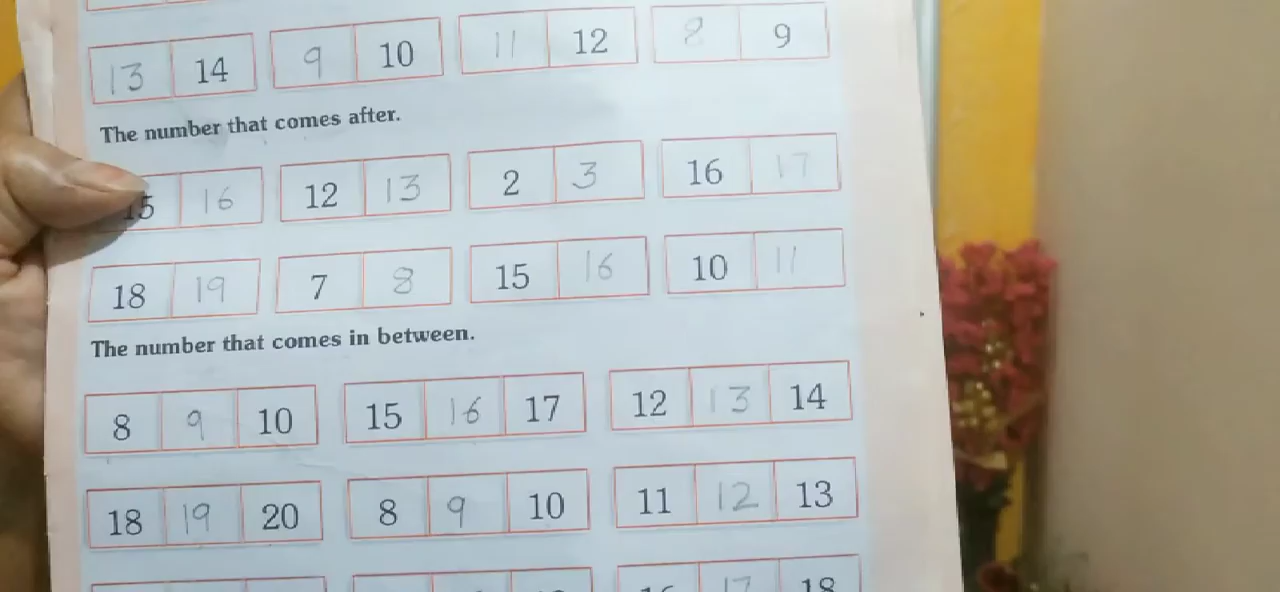 13 14 9 10 11 12 8 9
The number that comes after.
15 16 12 13 2 3 16 17
18 19 7 8 15 16 10 11
The number that comes in between.
8 9 10 15 16 17 12 13 14
18 19 20 8 9 10 11 12 13
17 18